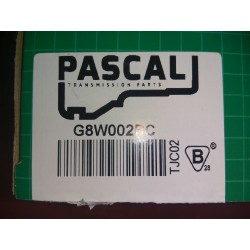 PASCAL
TRANSMISSION PARTS
G8W002PC
TJC02
B
28